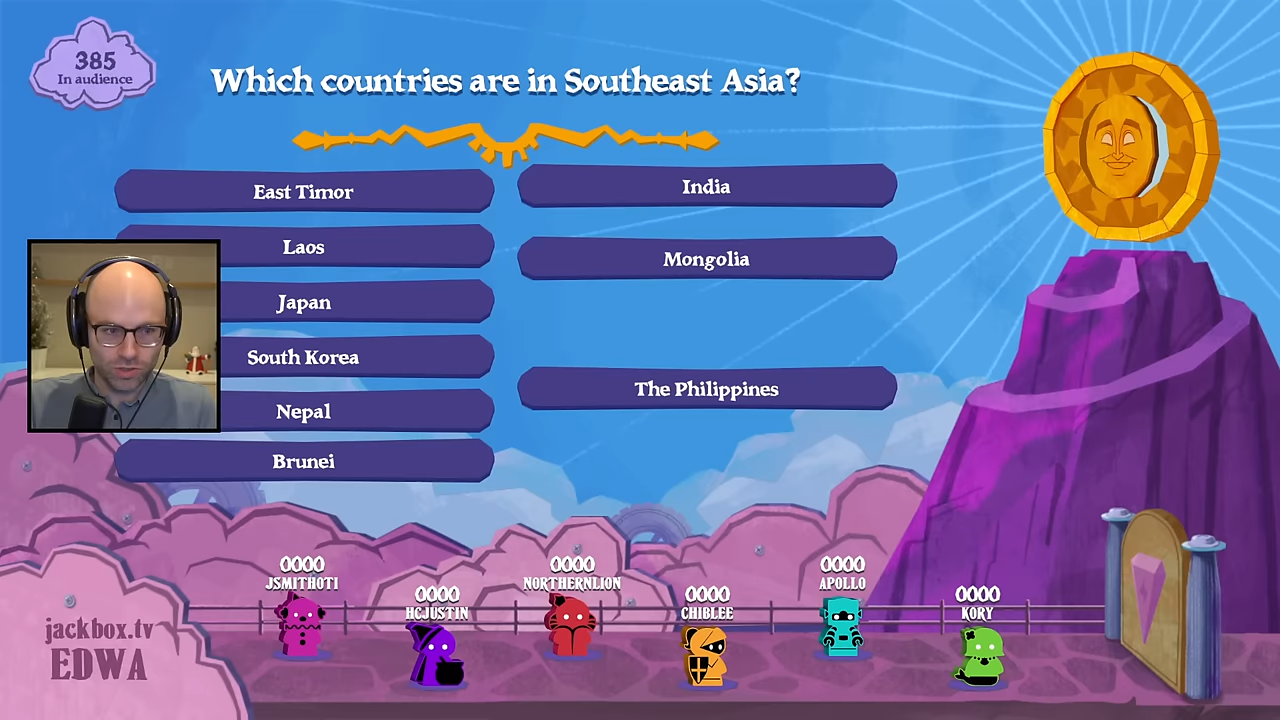 385
In audience
Which countries are in Southeast Asia?
East Timor
Laos
Japan
South Korea
Nepal
Brunei
India
Mongolia
The Philippines
0000
JSMITHOTI
0000
HCJUSTIN
0000
NORTHERNLION
0000
CHIBLEE
0000
APOLLO
0000
KORY
jackbox.tv
EDWA